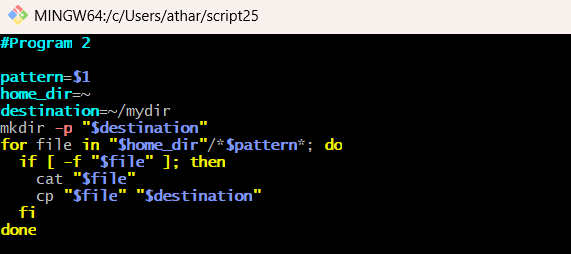 MINGW64:/c/Users/athar/script25
#Program 2
pattern=$1
home_dir=~
destination=~/mydir
mkdir -p "$destination"
for file in "$home_dir"/*$pattern*; do
  if [ -f "$file" ]; then
    cat "$file"
    cp "$file" "$destination"
  fi
done